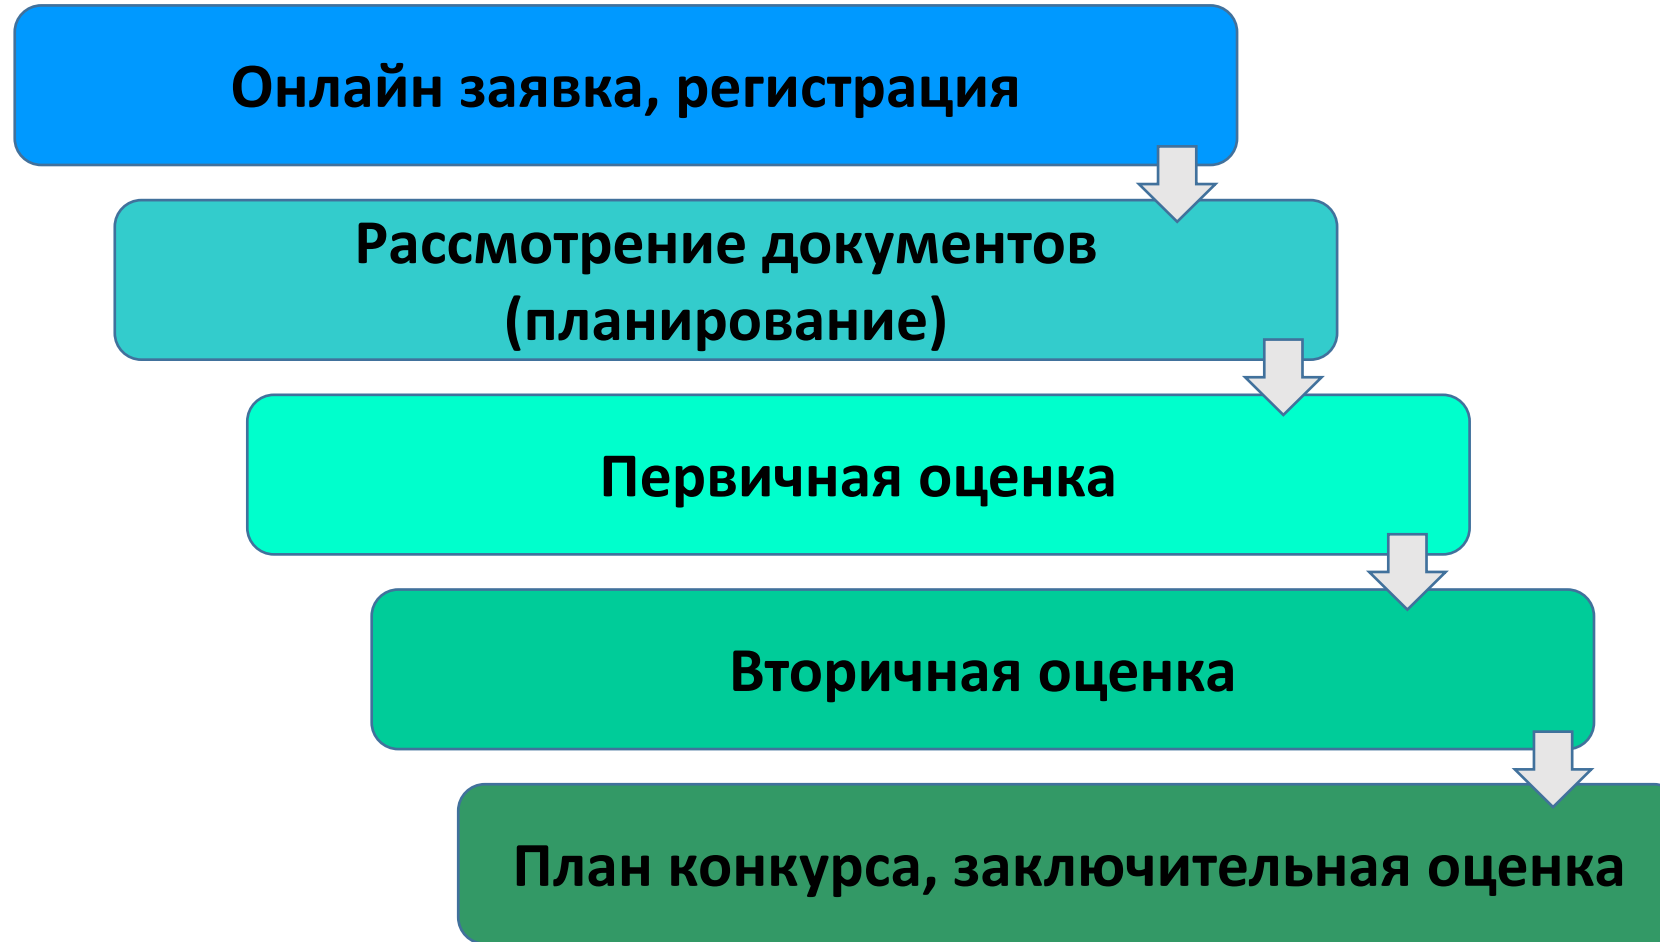 Онлайн заявка, регистрация
Рассмотрение документов
(планирование)
Первичная оценка
Вторичная оценка
План конкурса, заключительная оценка